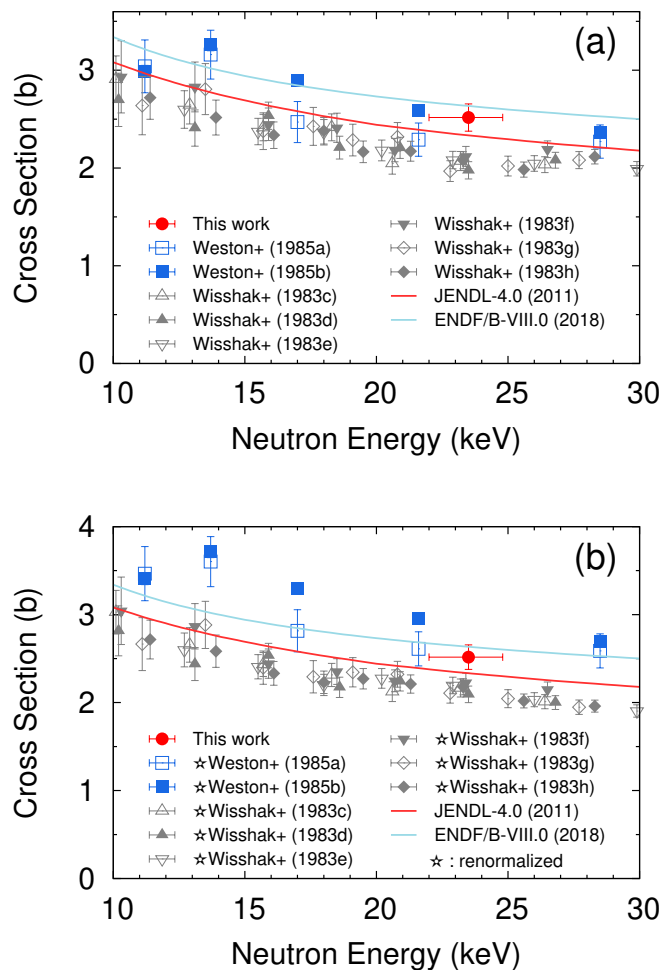 (a)
3
2
1
0
Cross Section (b)
This work
Weston+ (1985a)
Weston+ (1985b)
Wisshak+ (1983c)
Wisshak+ (1983d)
Wisshak+ (1983e)
Wisshak+ (1983f)
Wisshak+ (1983g)
Wisshak+ (1983h)
JENDL-4.0 (2011)
ENDF/B-VIII.0 (2018)
10 15 20 25 30
Neutron Energy (keV)
(b)
4
3
2
1
0
Cross Section (b)
This work
☆Weston+ (1985a)
☆Weston+ (1985b)
☆Wisshak+ (1983c)
☆Wisshak+ (1983d)
☆Wisshak+ (1983e)
☆Wisshak+ (1983f)
☆Wisshak+ (1983g)
☆Wisshak+ (1983h)
JENDL-4.0 (2011)
ENDF/B-VIII.0 (2018)
☆ : renormalized
10 15 20 25 30
Neutron Energy (keV)